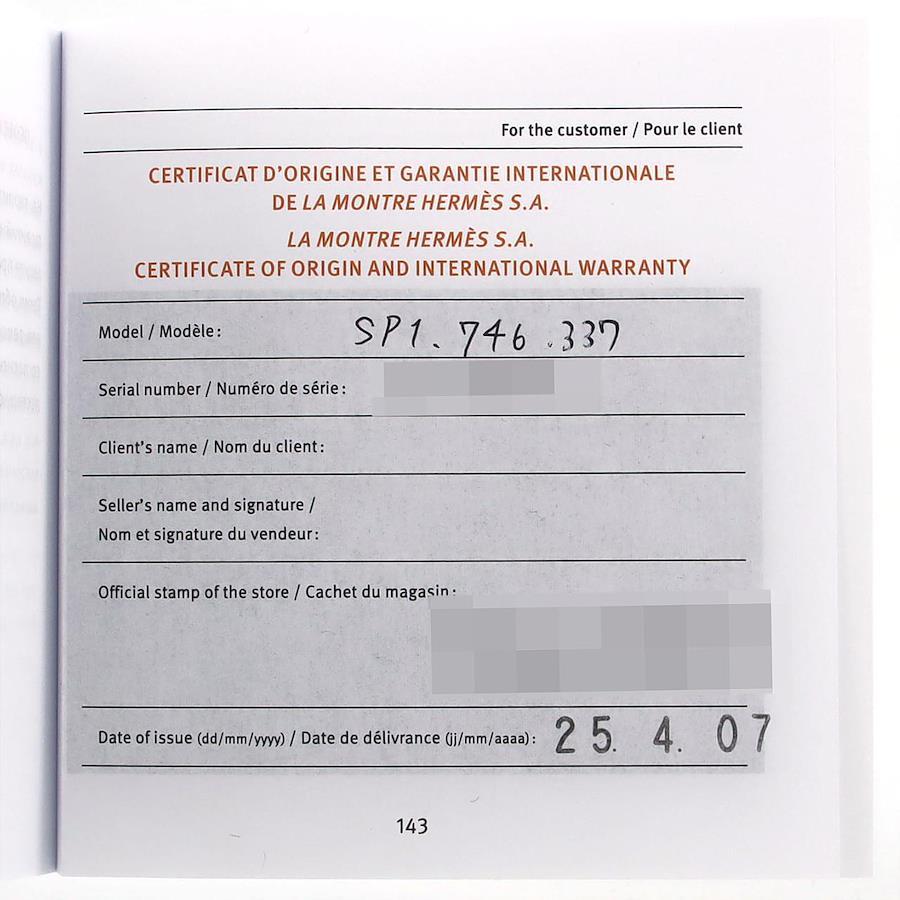 For the customer / Pour le client
CERTIFICAT D'ORIGINE ET GARANTIE INTERNATIONALE
DE LA MONTRE HERMÈS S.A.
LA MONTRE HERMÈS S.A.
CERTIFICATE OF ORIGIN AND INTERNATIONAL WARRANTY
Model / Modèle: SP1.746.337
Serial number / Numéro de série:
Client's name / Nom du client:
Seller's name and signature /
Nom et signature du vendeur:
Official stamp of the store / Cachet du magasin:
Date of issue (dd/mm/yyyy) / Date de délivrance (jj/mm/aaaa): 25. 4. 07
143